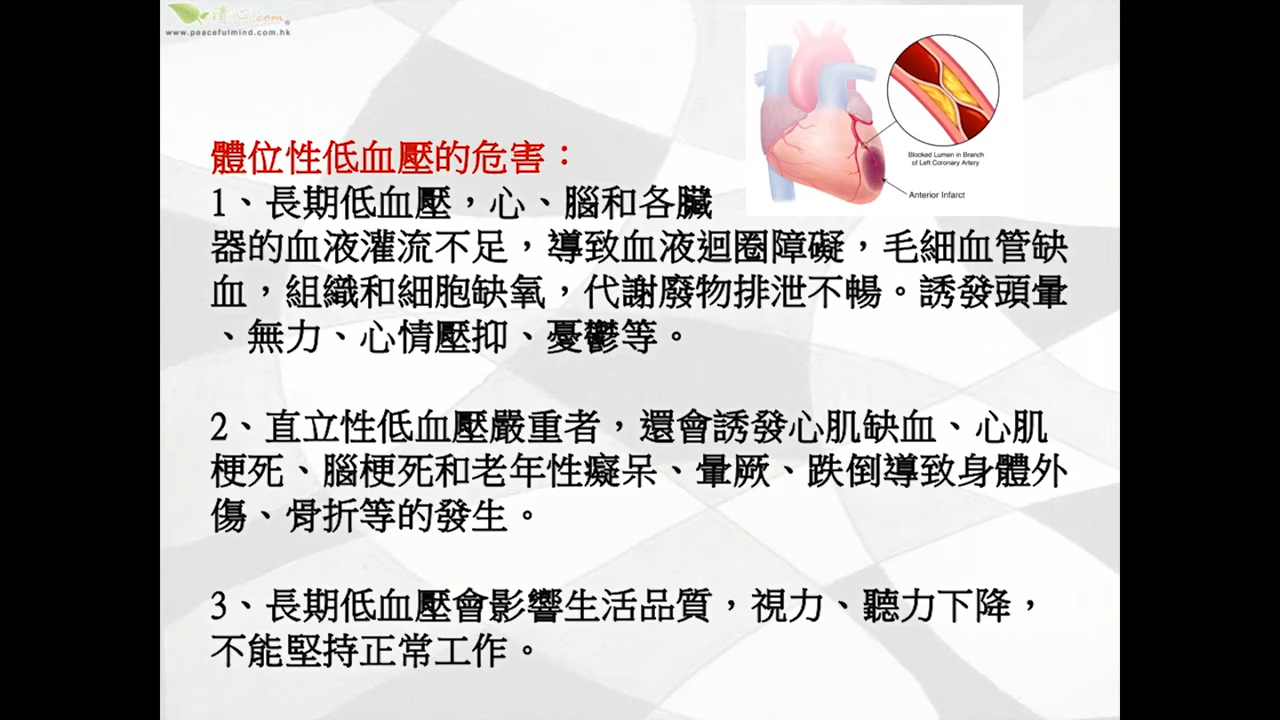 清心.com
www.peacefulmind.com.hk
Blocked Lumen in Branch
of Left Coronary Artery
Anterior Infarct
體位性低血壓的危害：
1、長期低血壓，心、腦和各臟
器的血液灌流不足，導致血液迴圈障礙，毛細血管缺
血，組織和細胞缺氧，代謝廢物排泄不暢。誘發頭暈
、無力、心情壓抑、憂鬱等。
2、直立性低血壓嚴重者，還會誘發心肌缺血、心肌
梗死、腦梗死和老年性癡呆、暈厥、跌倒導致身體外
傷、骨折等的發生。
3、長期低血壓會影響生活品質，視力、聽力下降，
不能堅持正常工作。